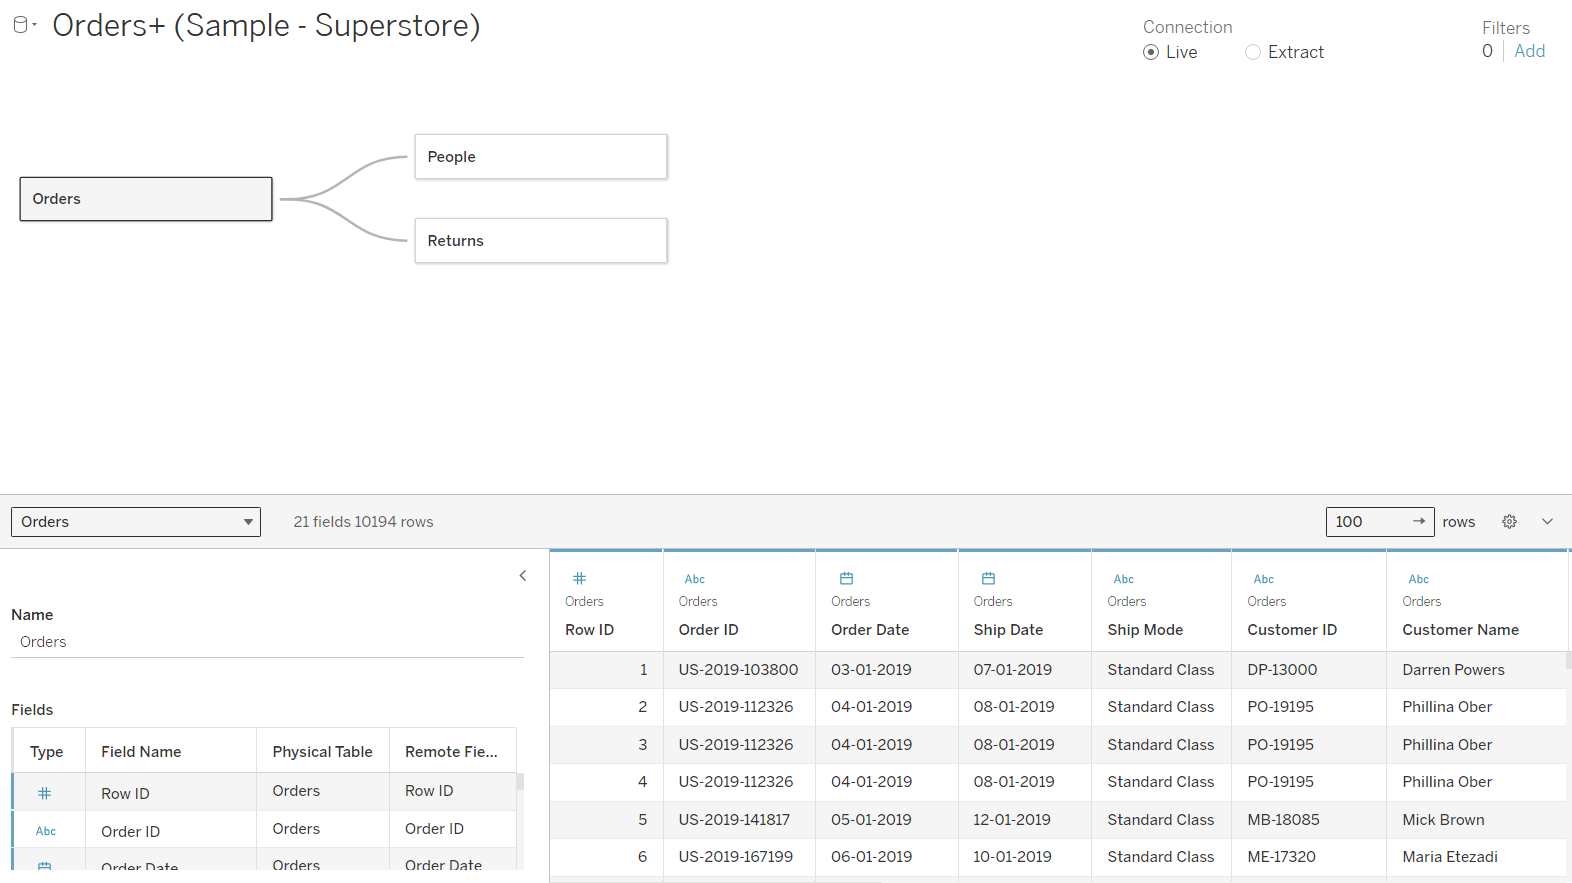 Orders+ (Sample - Superstore)
Connection
Live Extract
Filters
0 Add
People
Orders
Returns
Orders 21 fields 10194 rows 100 rows
Name
Orders
Fields
Type Field Name Physical Table Remote Fie...
Row ID Orders Row ID
Abc Order ID Orders Order ID
Order Date Orders Order Date
Abc Abc Abc Abc
Orders Orders Orders Orders Orders Orders Orders
Row ID Order ID Order Date Ship Date Ship Mode Customer ID Customer Name
1 US-2019-103800 03-01-2019 07-01-2019 Standard Class DP-13000 Darren Powers
2 US-2019-112326 04-01-2019 08-01-2019 Standard Class PO-19195 Phillina Ober
3 US-2019-112326 04-01-2019 08-01-2019 Standard Class PO-19195 Phillina Ober
4 US-2019-112326 04-01-2019 08-01-2019 Standard Class PO-19195 Phillina Ober
5 US-2019-141817 05-01-2019 12-01-2019 Standard Class MB-18085 Mick Brown
6 US-2019-167199 06-01-2019 10-01-2019 Standard Class ME-17320 Maria Etezadi